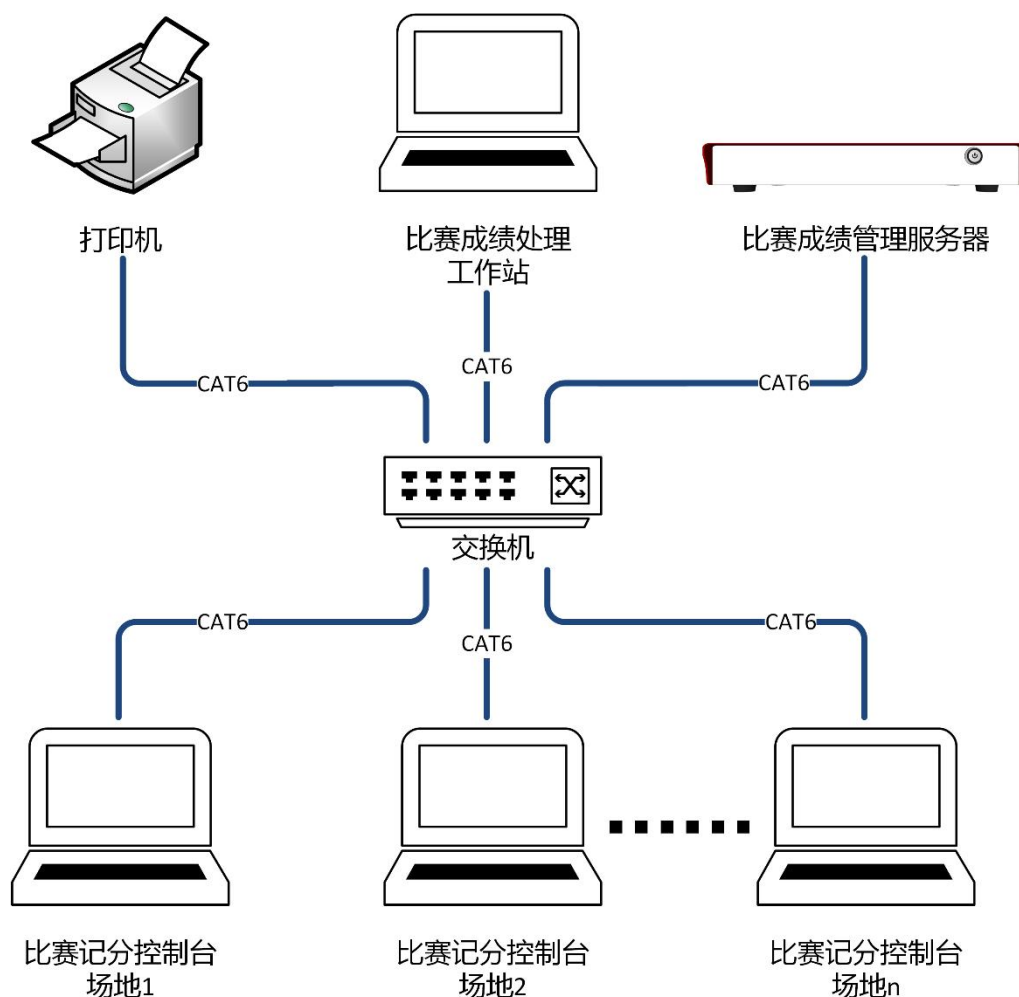 打印机
比赛成绩处理
工作站
比赛成绩管理服务器
CAT6
CAT6
CAT6
交换机
CAT6
CAT6
CAT6
比赛记分控制台
场地1
比赛记分控制台
场地2
比赛记分控制台
场地n